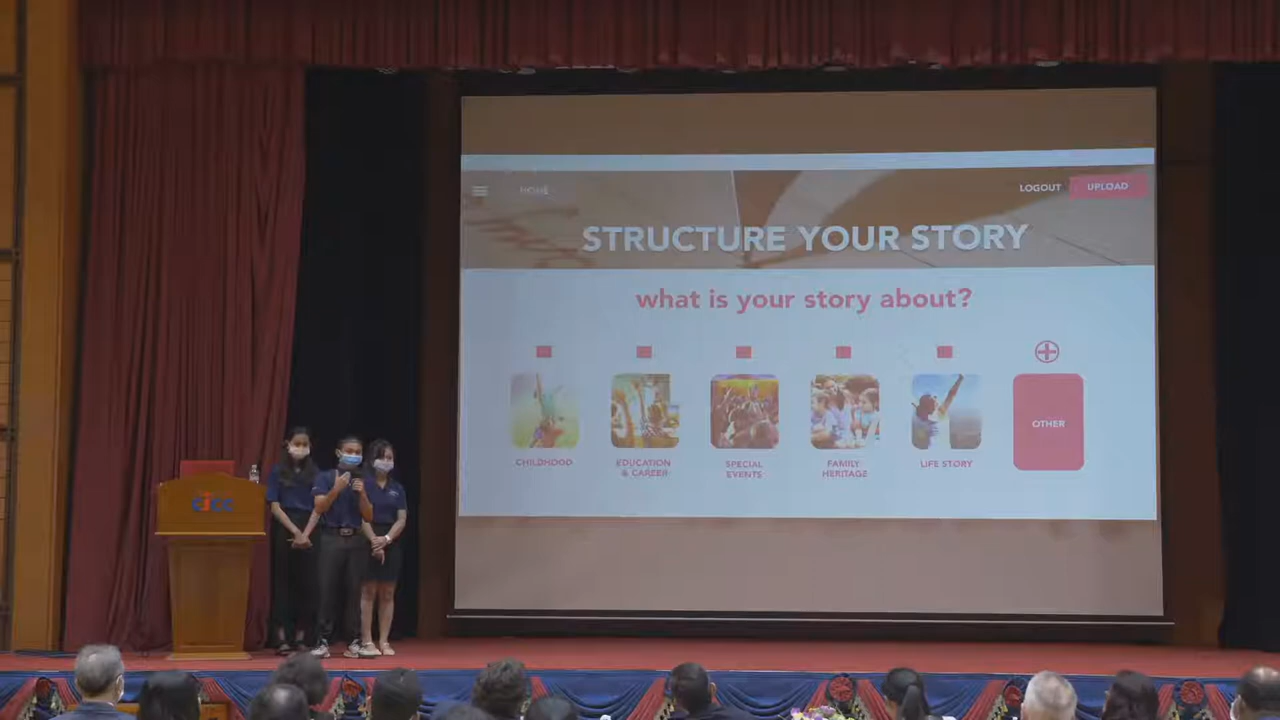 HOME
LOGOUT
UPLOAD
STRUCTURE YOUR STORY
what is your story about?
CHILDHOOD
EDUCATION
& CAREER
SPECIAL
EVENTS
FAMILY
HERITAGE
LIFE STORY
OTHER
cjcc